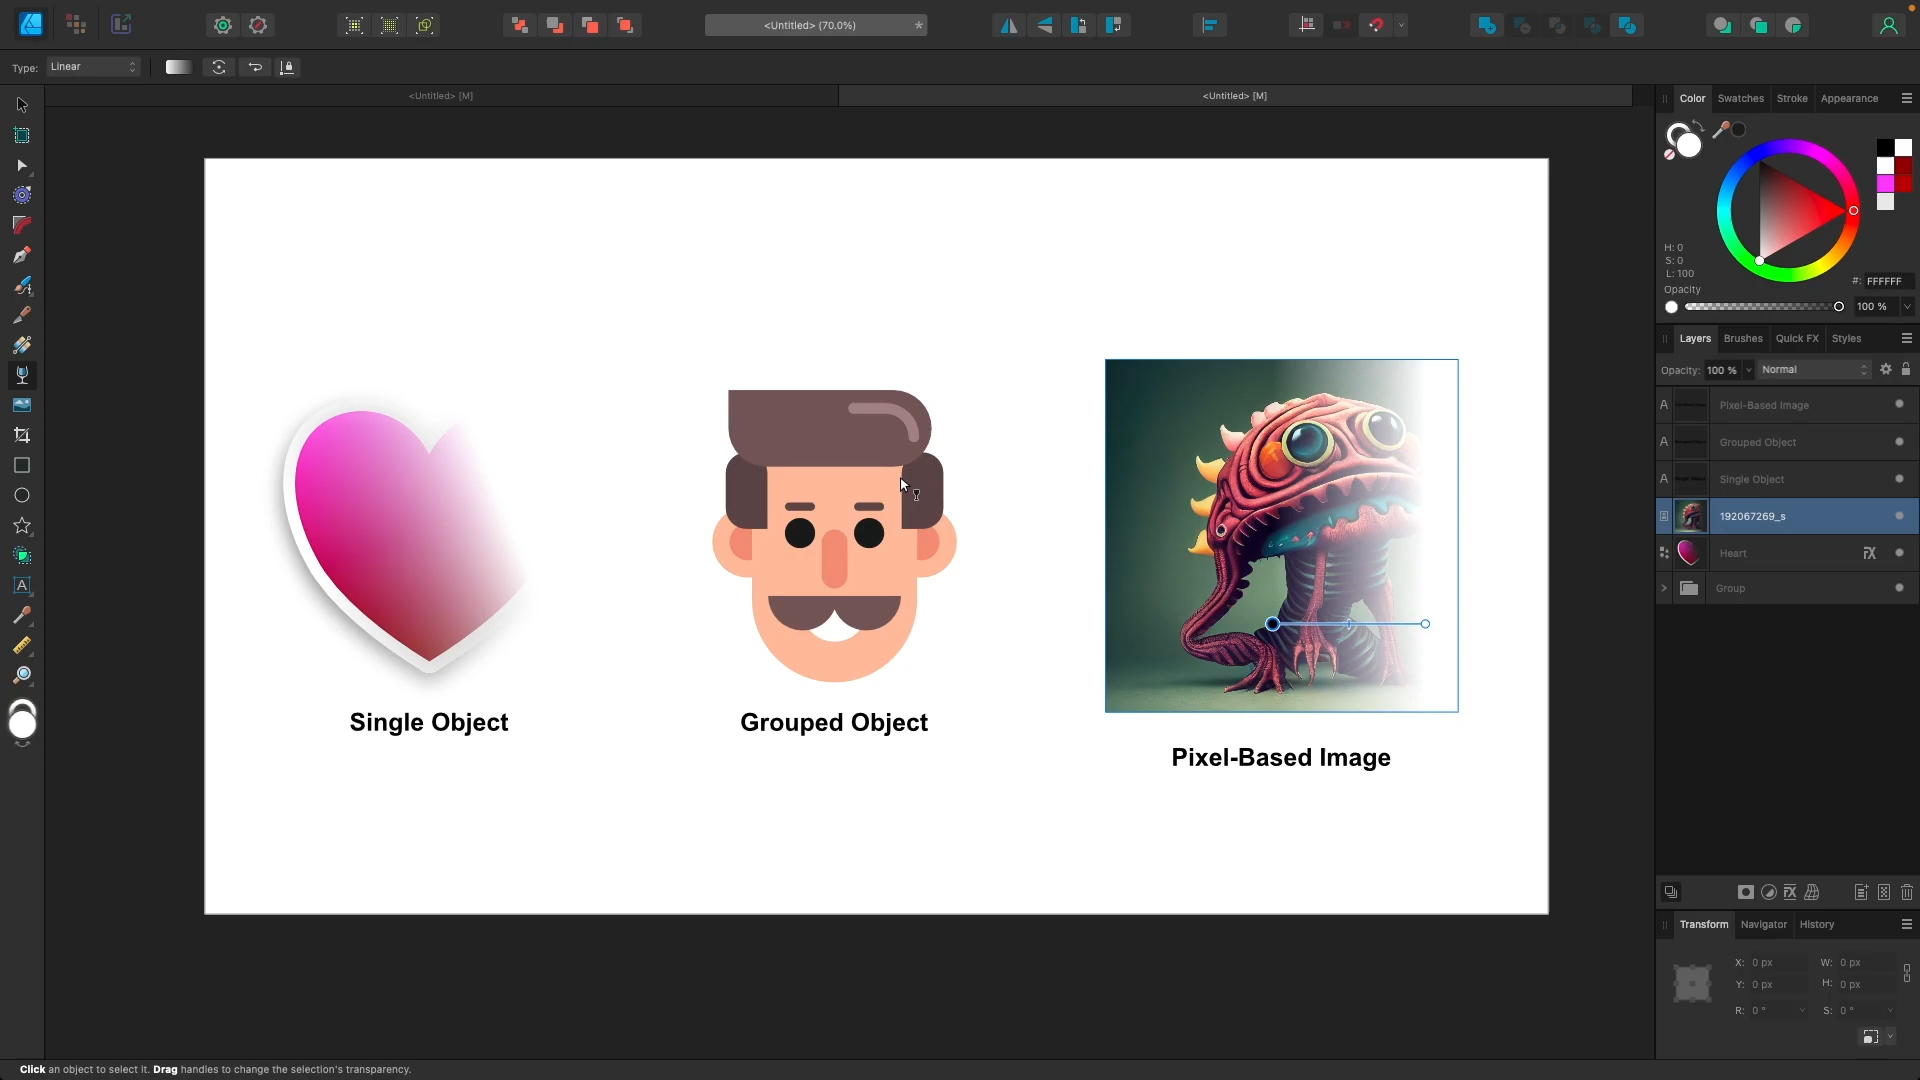 <Untitled> (70.0%)
*
Type: Linear
<Untitled> [M]
<Untitled> [M]
Color Swatches Stroke Appearance
H: 0
S: 0
L: 100
#: FFFFFF
Opacity
100 %
Layers Brushes Quick FX Styles
Opacity: 100 % Normal
A Pixel-Based Image
A Grouped Object
A Single Object
192067269_s
Heart FX
Group
Single Object
Grouped Object
Pixel-Based Image
FX
Transform Navigator History
X: 0 px W: 0 px
Y: 0 px H: 0 px
R: 0 ° S: 0 °
A
Click an object to select it. Drag handles to change the selection's transparency.